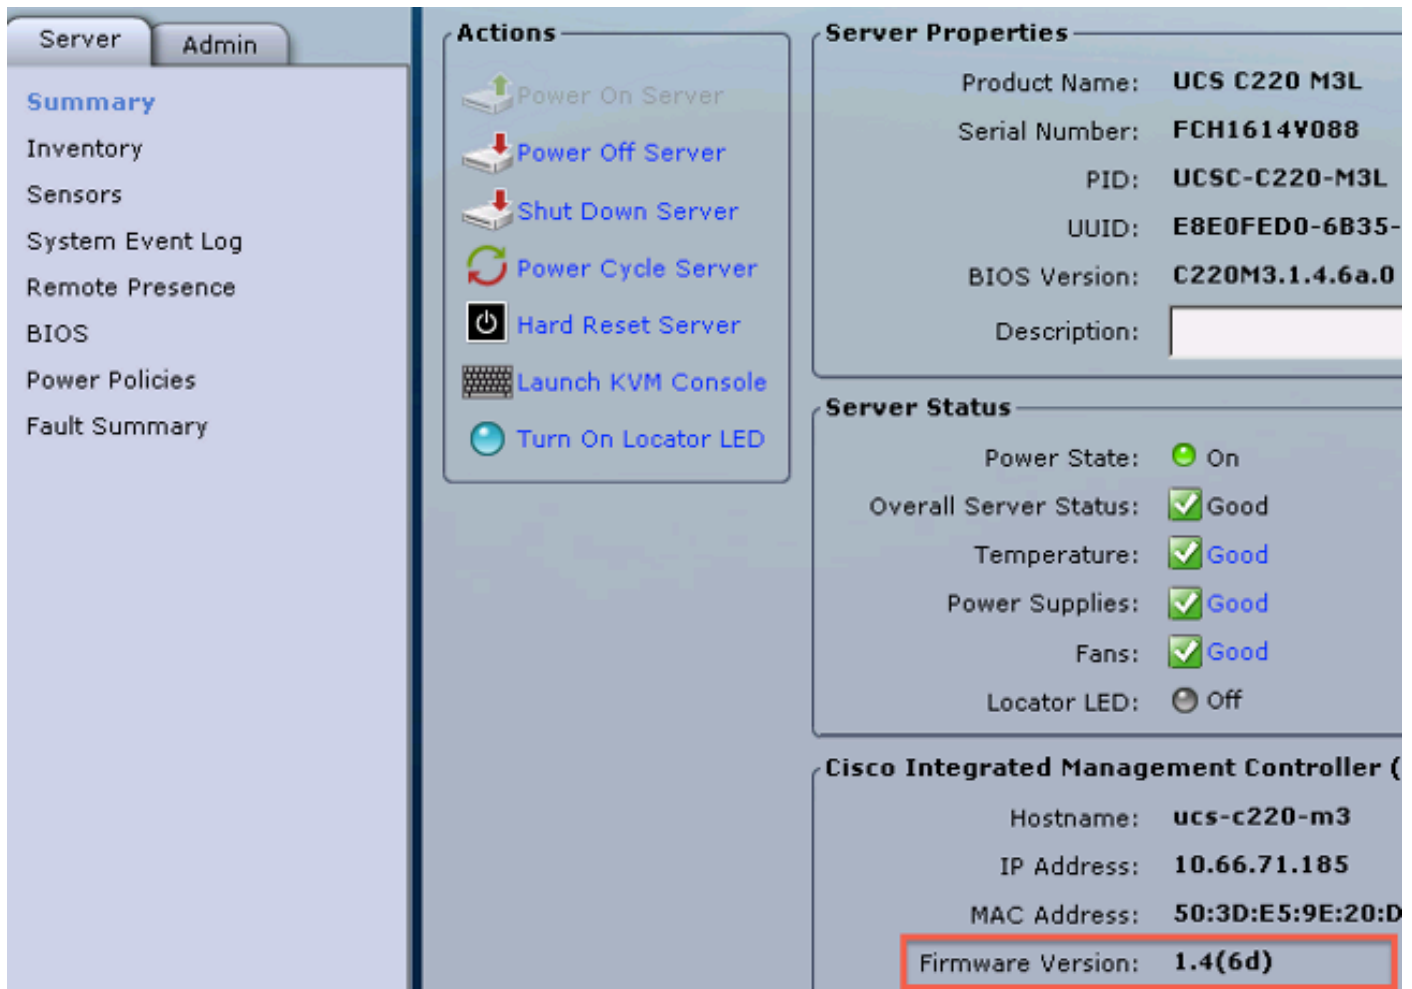 Server
Admin
Summary
Inventory
Sensors
System Event Log
Remote Presence
BIOS
Power Policies
Fault Summary
Actions
Power On Server
Power Off Server
Shut Down Server
Power Cycle Server
Hard Reset Server
Launch KVM Console
Turn On Locator LED
Server Properties
Product Name: UCS C220 M3L
Serial Number: FCH1614V088
PID: UCSC-C220-M3L
UUID: E8E0FED0-6B35-
BIOS Version: C220M3.1.4.6a.0
Description:
Server Status
Power State: On
Overall Server Status: Good
Temperature: Good
Power Supplies: Good
Fans: Good
Locator LED: Off
Cisco Integrated Management Controller (
Hostname: ucs-c220-m3
IP Address: 10.66.71.185
MAC Address: 50:3D:E5:9E:20:D
Firmware Version: 1.4(6d)